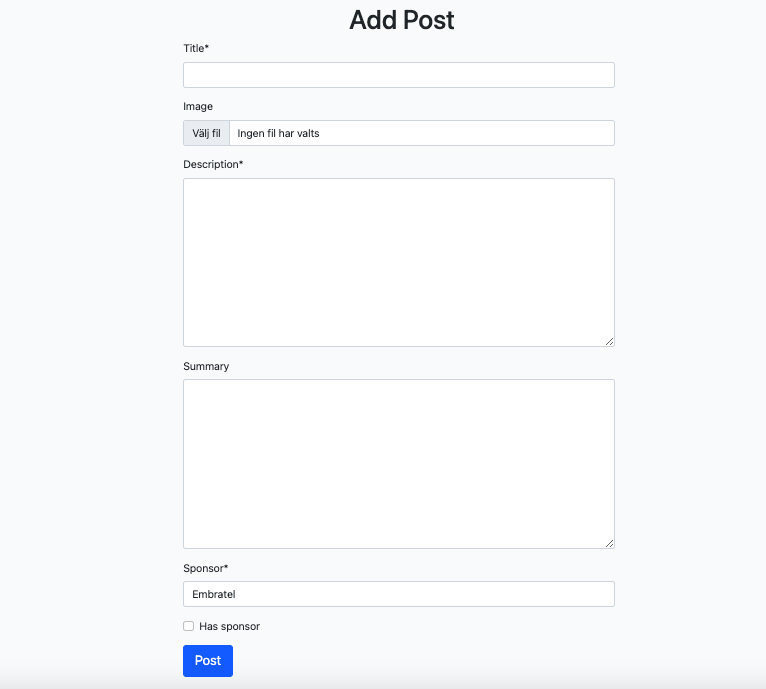 Add Post
Title*
Image
Välj fil Ingen fil har valts
Description*
Summary
Sponsor*
Embratel
Has sponsor
Post